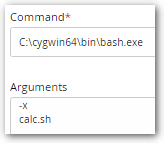 Command*
C:\cygwin64\bin\bash.exe
Arguments
-x
calc.sh